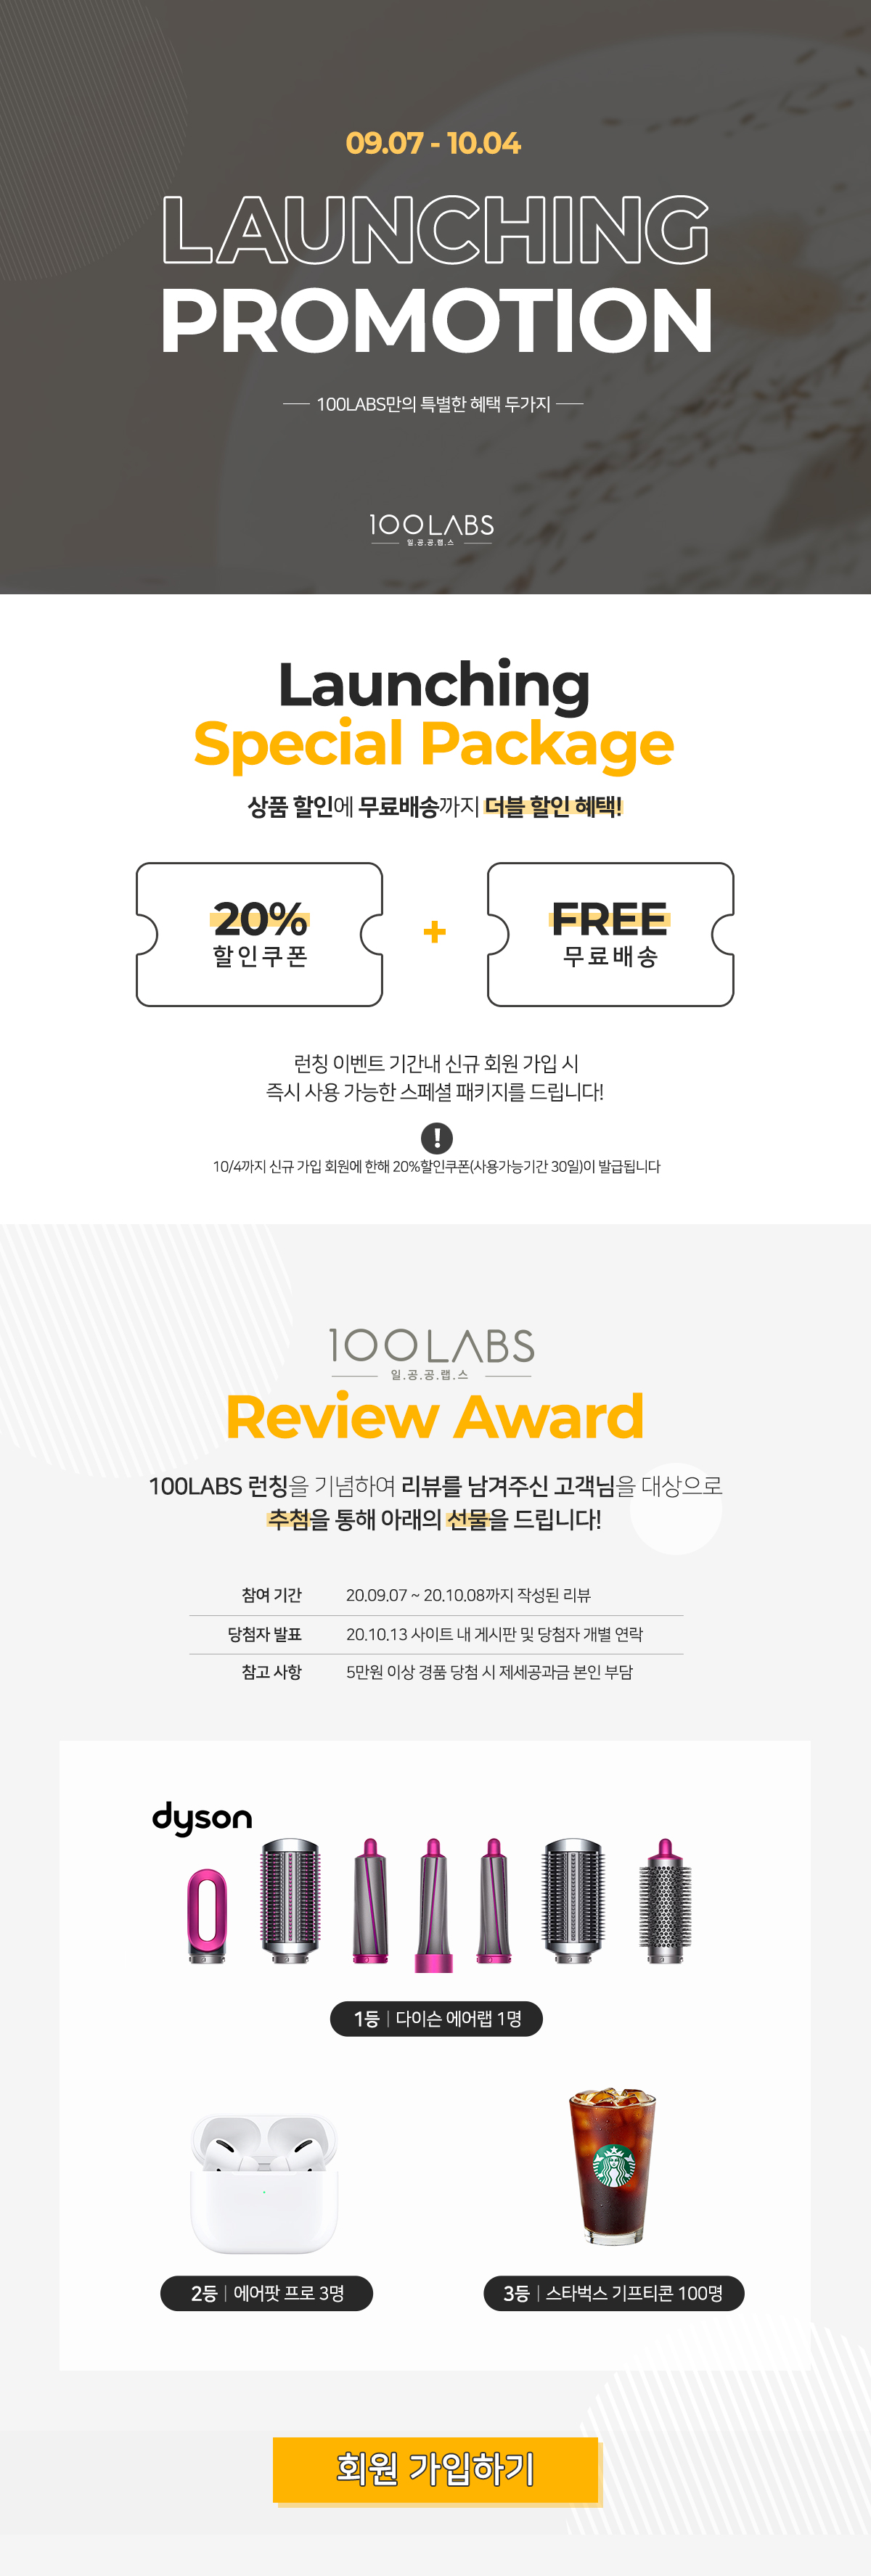 09.07 - 10.04
LAUNCHING
PROMOTION
100LABS만의 특별한 혜택 두가지
100LABS
일.공.공.랩.스
Launching
Special Package
상품 할인에 무료배송까지 더블 할인 혜택!
20%
할인쿠폰
+
FREE
무료배송
런칭 이벤트 기간내 신규 회원 가입 시
즉시 사용 가능한 스페셜 패키지를 드립니다!
!
10/4까지 신규 가입 회원에 한해 20%할인쿠폰(사용가능기간 30일)이 발급됩니다
100LABS
일.공.공.랩.스
Review Award
100LABS 런칭을 기념하여 리뷰를 남겨주신 고객님을 대상으로
추첨을 통해 아래의 선물을 드립니다!
참여 기간 20.09.07 ~ 20.10.08까지 작성된 리뷰
당첨자 발표 20.10.13 사이트 내 게시판 및 당첨자 개별 연락
참고 사항 5만원 이상 경품 당첨 시 제세공과금 본인 부담
dyson
1등 | 다이슨 에어랩 1명
2등 | 에어팟 프로 3명
3등 | 스타벅스 기프티콘 100명
회원 가입하기